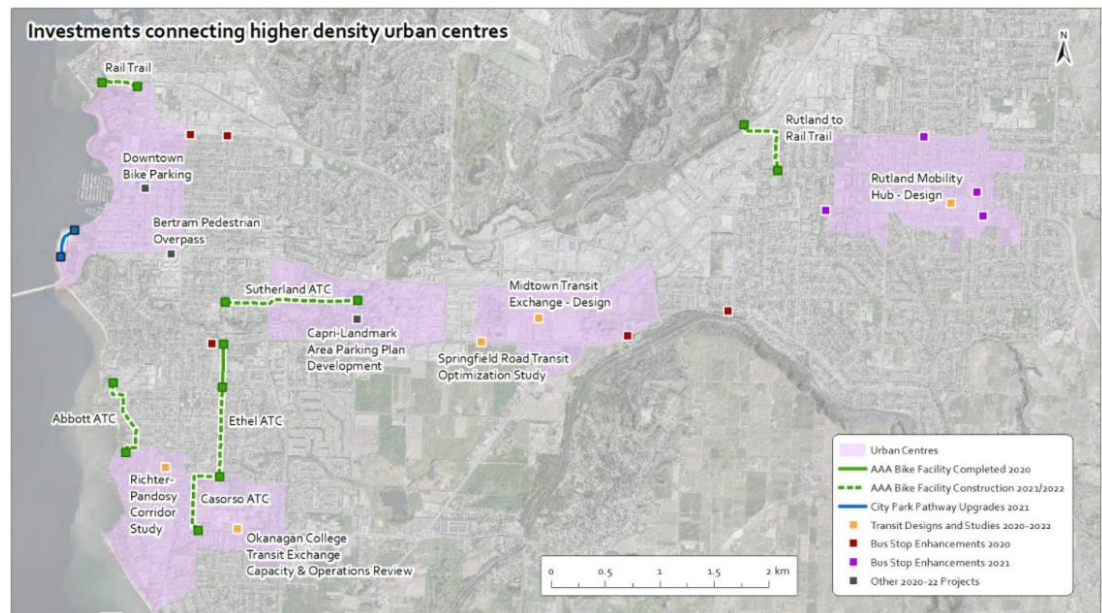 Investments connecting higher density urban centres
N
Rail Trail
Rutland to
Rail Trail
Downtown
Bike Parking
Rutland Mobility
Hub - Design
Bertram Pedestrian
Overpass
Sutherland ATC
Midtown Transit
Exchange - Design
Capri-Landmark
Area Parking Plan
Development
Springfield Road Transit
Optimization Study
Abbott ATC
Ethel ATC
Richter-
Pandosy
Corridor
Study
Casorso ATC
Okanagan College
Transit Exchange
Capacity & Operations Review
Urban Centres
AAA Bike Facility Completed 2020
AAA Bike Facility Construction 2021/2022
City Park Pathway Upgrades 2021
Transit Designs and Studies 2020-2022
Bus Stop Enhancements 2020
Bus Stop Enhancements 2021
Other 2020-22 Projects
0 0.5 1 1.5 2 km